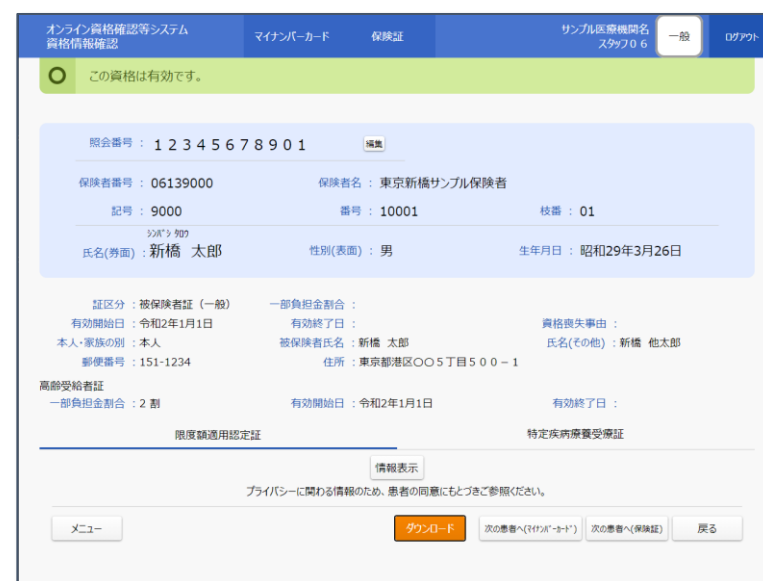 オンライン資格確認等システム
資格情報確認
マイナンバーカード 保険証
サンプル医療機関名
スタッフ06
一般
ログアウト
この資格は有効です。
照会番号 : 12345678901 編集
保険者番号 : 06139000 保険者名 : 東京新橋サンプル保険者
記号 : 9000 番号 : 10001 枝番 : 01
シンバシ タロウ
氏名(券面) : 新橋 太郎 性別(表面) : 男 生年月日 : 昭和29年3月26日
証区分 : 被保険者証（一般） 一部負担金割合 :
有効開始日 : 令和2年1月1日 有効終了日 : 資格喪失事由 :
本人・家族の別 : 本人 被保険者氏名 : 新橋 太郎 氏名(その他) : 新橋 他太郎
郵便番号 : 151-1234 住所 : 東京都港区○○5丁目500－1
高齢受給者証
一部負担金割合 : 2 割 有効開始日 : 令和2年1月1日 有効終了日 :
限度額適用認定証 特定疾病療養受療証
情報表示
プライバシーに関わる情報のため、患者の同意にもとづきご参照ください。
メニュー ダウンロード 次の患者へ(ﾏｲﾅﾝﾊﾞｰｶｰﾄﾞ) 次の患者へ(保険証) 戻る